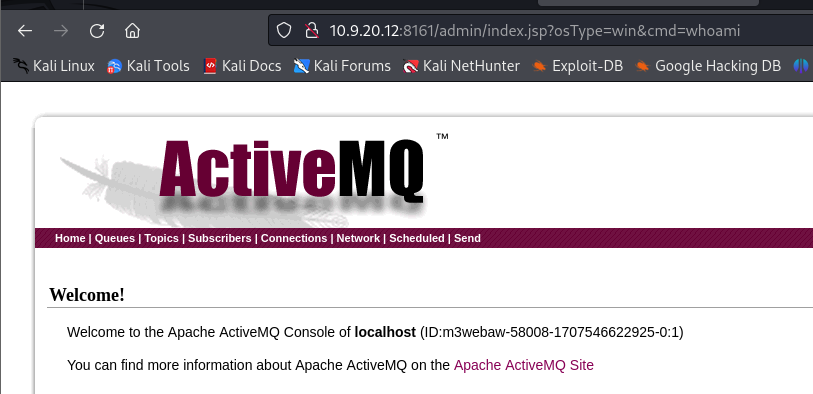 10.9.20.12:8161/admin/index.jsp?osType=win&cmd=whoami
Kali Linux Kali Tools Kali Docs Kali Forums Kali NetHunter Exploit-DB Google Hacking DB
ActiveMQ ™
Home | Queues | Topics | Subscribers | Connections | Network | Scheduled | Send
Welcome!
Welcome to the Apache ActiveMQ Console of localhost (ID:m3webaw-58008-1707546622925-0:1)
You can find more information about Apache ActiveMQ on the Apache ActiveMQ Site